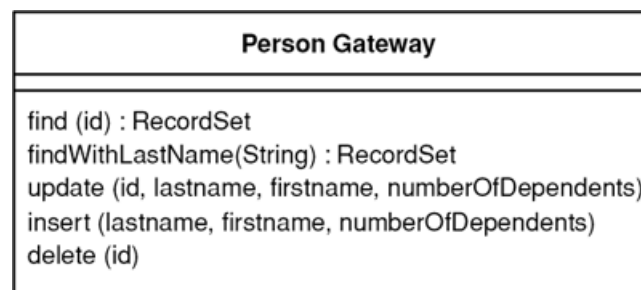 Person Gateway
find (id) : RecordSet
findWithLastName(String) : RecordSet
update (id, lastname, firstname, numberOfDependents)
insert (lastname, firstname, numberOfDependents)
delete (id)